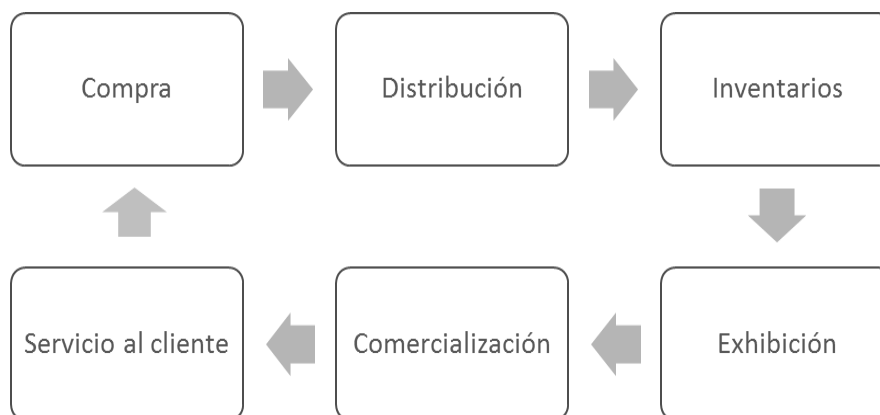 Compra
Distribución
Inventarios
Servicio al cliente
Comercialización
Exhibición